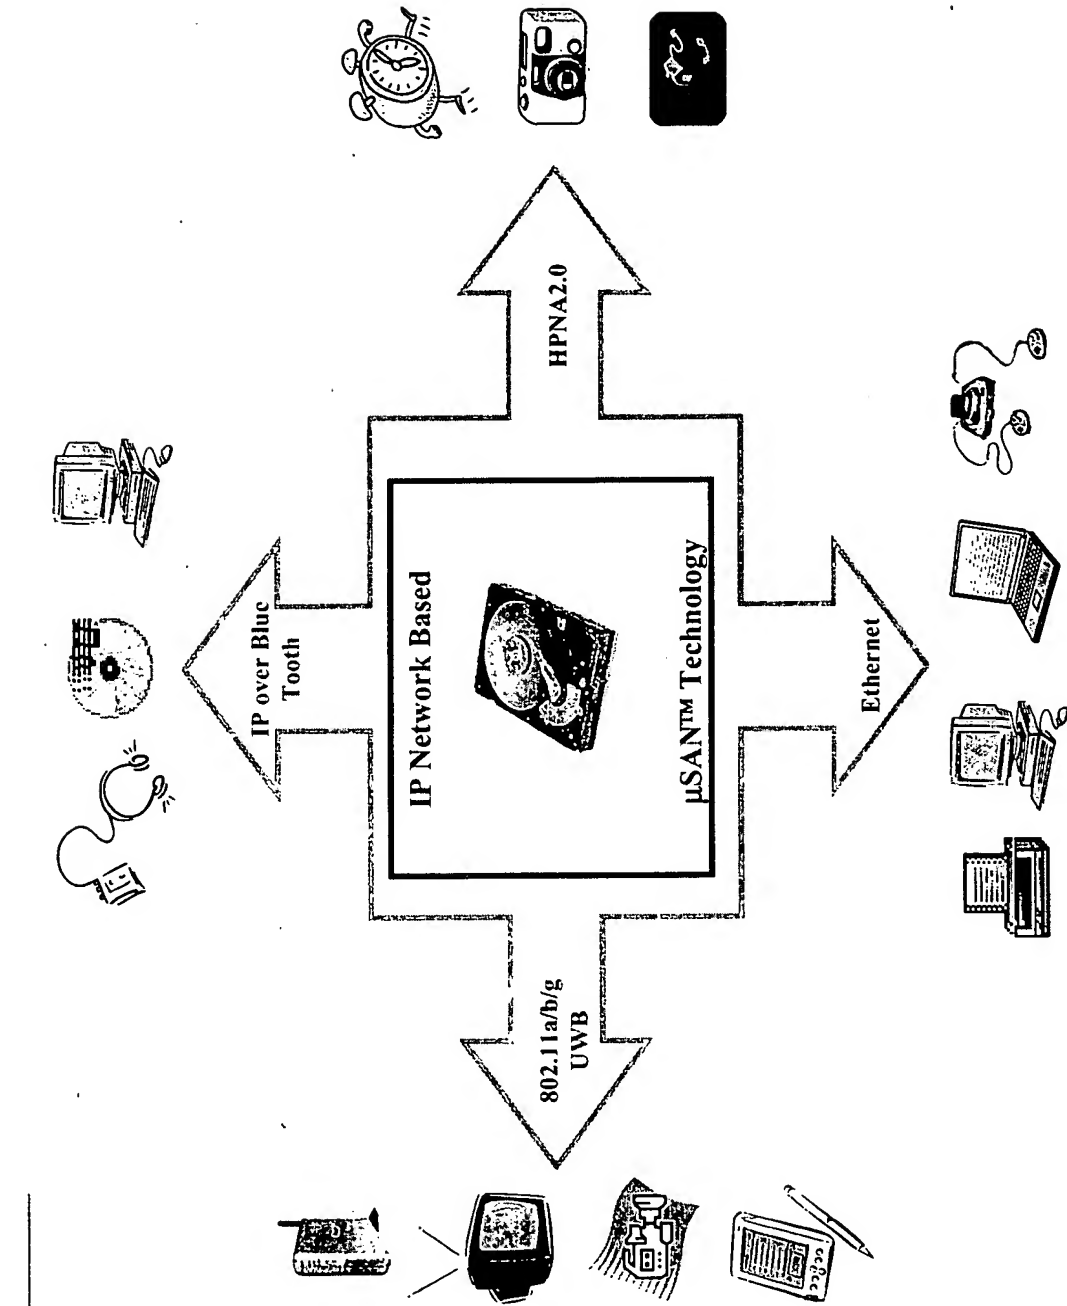 IP over Blue
Tooth
IP Network Based
802.11a/b/g
UWB
HPNA2.0
µSAN™ Technology
Ethernet